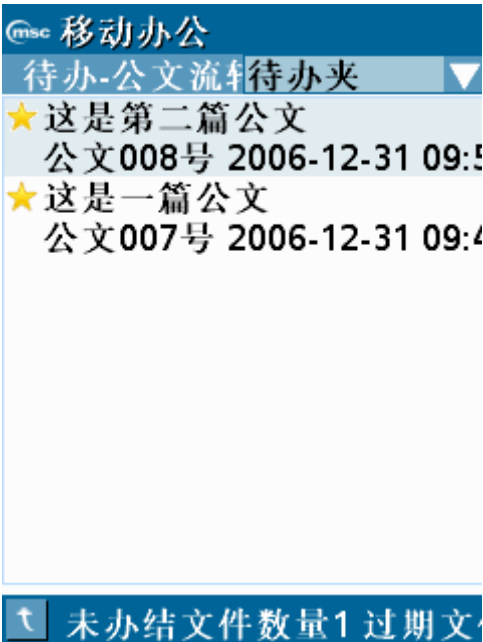 msc 移动办公
待办-公文流 待办夹
这是第二篇公文
公文008号 2006-12-31 09:
这是一篇公文
公文007号 2006-12-31 09:4
未办结文件数量1 过期文